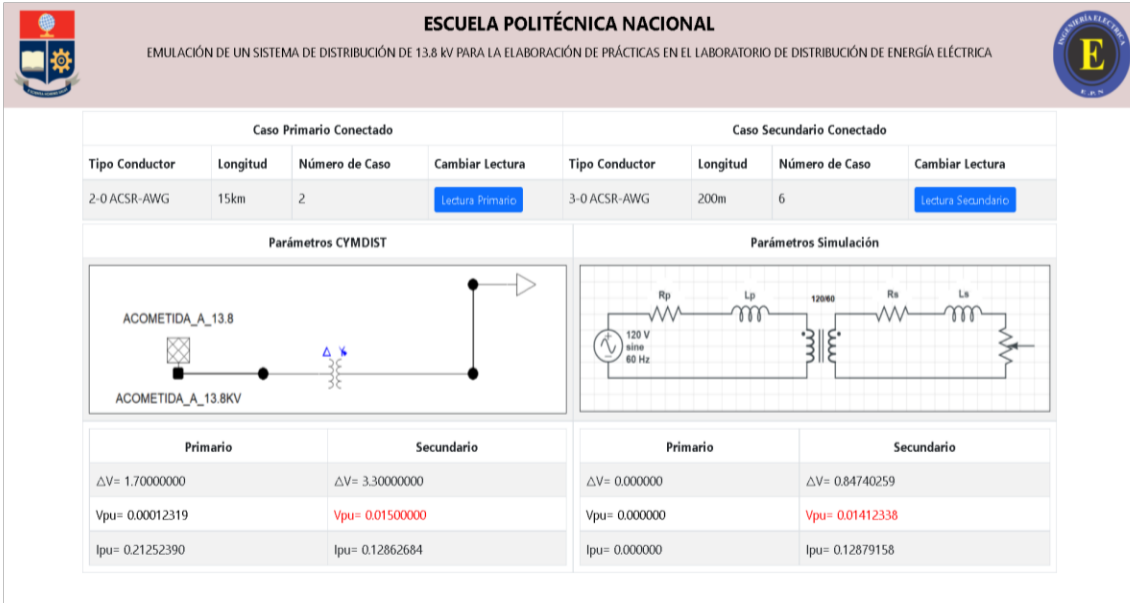 ESCUELA POLITÉCNICA NACIONAL
EMULACIÓN DE UN SISTEMA DE DISTRIBUCIÓN DE 13.8 kV PARA LA ELABORACIÓN DE PRÁCTICAS EN EL LABORATORIO DE DISTRIBUCIÓN DE ENERGÍA ELÉCTRICA
INGENIERÍA ELÉCTRICA
E
E.P.N
Caso Primario Conectado
Caso Secundario Conectado
Tipo Conductor Longitud Número de Caso Cambiar Lectura Tipo Conductor Longitud Número de Caso Cambiar Lectura
2-0 ACSR-AWG 15km 2 Lectura Primario 3-0 ACSR-AWG 200m 6 Lectura Secundario
Parámetros CYMDIST
Parámetros Simulación
ACOMETIDA_A_13.8
ACOMETIDA_A_13.8KV
Rp Lp 120/60 Rs Ls
120 V
sine
60 Hz
Primario Secundario Primario Secundario
△V= 1.70000000 △V= 3.30000000 △V= 0.000000 △V= 0.84740259
Vpu= 0.00012319 Vpu= 0.01500000 Vpu= 0.000000 Vpu= 0.01412338
Ipu= 0.21252390 Ipu= 0.12862684 Ipu= 0.000000 Ipu= 0.12879158